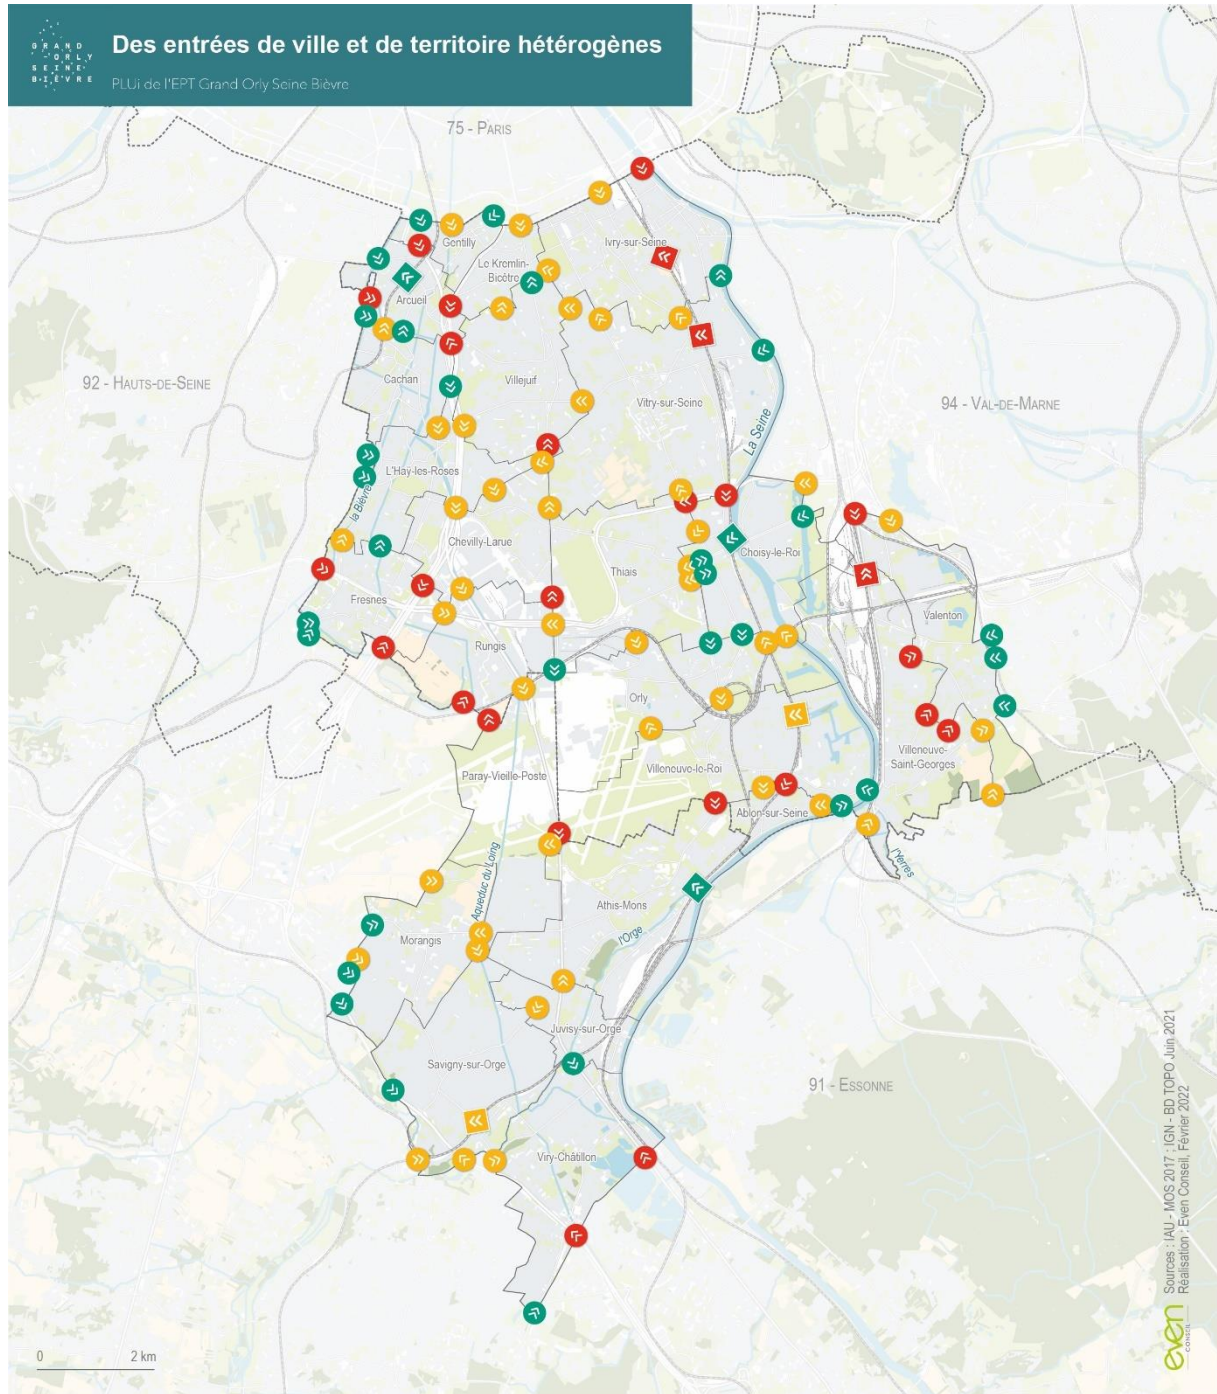 GRAND
ORLY
SEINE
BIÈVRE
Des entrées de ville et de territoire hétérogènes
PLUi de l'EPT Grand Orly Seine Bièvre
75 - PARIS
Gentilly
Ivry-sur-Seine
Le Kremlin-
Bicêtre
Arcueil
92 - HAUTS-DE-SEINE
Cachan
Villejuif
Vitry-sur-Seine
94 - VAL-DE-MARNE
La Seine
L'Haÿ-les-Roses
la Bièvre
Chevilly-Larue
Choisy-le-Roi
Thiais
Fresnes
Valenton
Rungis
Orly
Villeneuve-
Saint-Georges
Paray-Vieille-Poste
Villeneuve-le-Roi
Ablon-sur-Seine
l'Yerres
Aqueduc du Loing
Athis-Mons
l'Orge
Morangis
Juvisy-sur-Orge
Savigny-sur-Orge
91 - ESSONNE
Viry-Châtillon
Sources : IAU - MOS 2017 ; IGN - BD TOPO Juin 2021
Réalisation : Even Conseil, Février 2022
even
CONSEIL
0 2 km